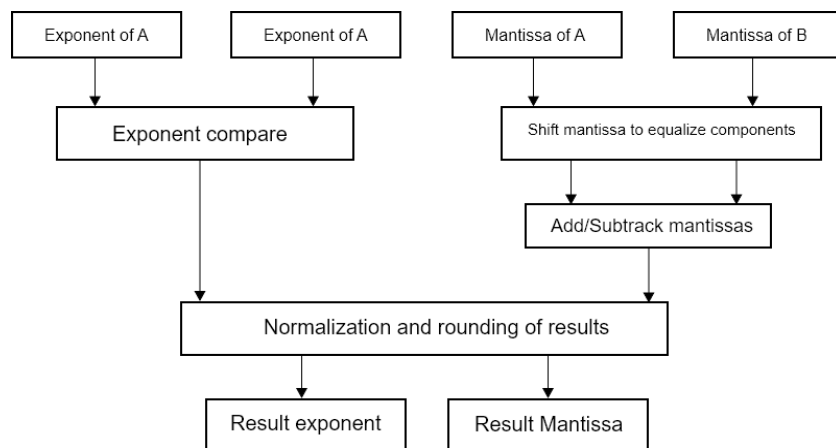 Exponent of A
Exponent of A
Mantissa of A
Mantissa of B
Exponent compare
Shift mantissa to equalize components
Add/Subtrack mantissas
Normalization and rounding of results
Result exponent
Result Mantissa